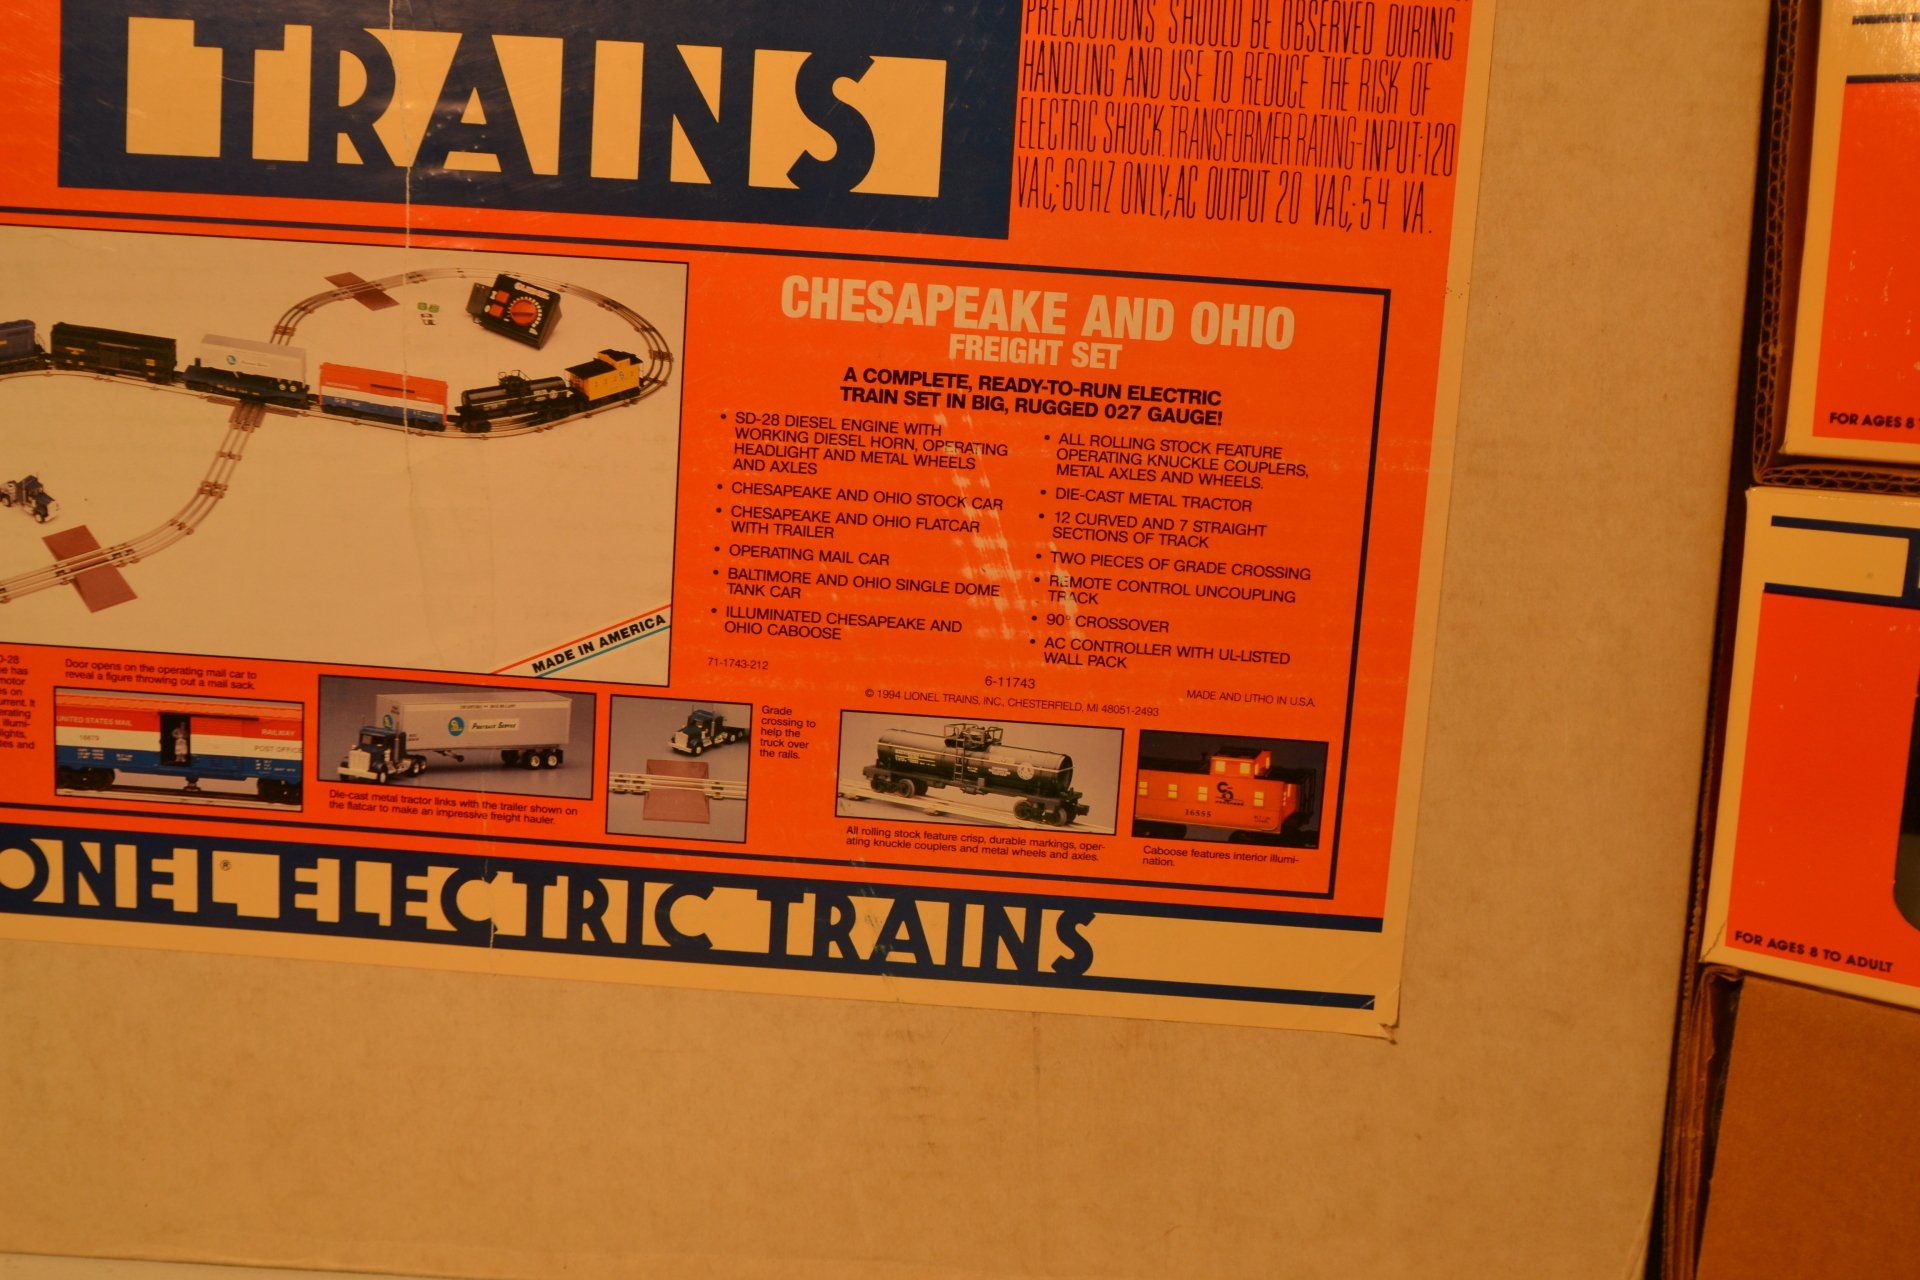 TRAINS
PRECAUTIONS SHOULD BE OBSERVED DURING
HANDLING AND USE TO REDUCE THE RISK OF
ELECTRIC SHOCK. TRANSFORMER RATING-INPUT:120
VAC;60HZ ONLY;AC OUTPUT 20 VAC;54 VA.
CHESAPEAKE AND OHIO
FREIGHT SET
A COMPLETE, READY-TO-RUN ELECTRIC
TRAIN SET IN BIG, RUGGED 027 GAUGE!
• SD-28 DIESEL ENGINE WITH
WORKING DIESEL HORN, OPERATING
HEADLIGHT AND METAL WHEELS
AND AXLES
• CHESAPEAKE AND OHIO STOCK CAR
• CHESAPEAKE AND OHIO FLATCAR
WITH TRAILER
• OPERATING MAIL CAR
• BALTIMORE AND OHIO SINGLE DOME
TANK CAR
• ILLUMINATED CHESAPEAKE AND
OHIO CABOOSE
• ALL ROLLING STOCK FEATURE
OPERATING KNUCKLE COUPLERS,
METAL AXLES AND WHEELS.
• DIE-CAST METAL TRACTOR
• 12 CURVED AND 7 STRAIGHT
SECTIONS OF TRACK
• TWO PIECES OF GRADE CROSSING
• REMOTE CONTROL UNCOUPLING
TRACK
• 90° CROSSOVER
• AC CONTROLLER WITH UL-LISTED
WALL PACK
71-1743-212
6-11743
© 1994 LIONEL TRAINS, INC., CHESTERFIELD, MI 48051-2493
MADE AND LITHO IN U.S.A.
MADE IN AMERICA
Door opens on the operating mail car to
reveal a figure throwing out a mail sack.
UNITED STATES MAIL
RAILWAY
16679
POST OFFICE
Die-cast metal tractor links with the trailer shown on
the flatcar to make an impressive freight hauler.
Grade
crossing to
help the
truck over
the rails.
All rolling stock feature crisp, durable markings, oper-
ating knuckle couplers and metal wheels and axles.
16555
Caboose features interior illumi-
nation.
ONEL® ELECTRIC TRAINS
FOR AGES 8
FOR AGES 8 TO ADULT